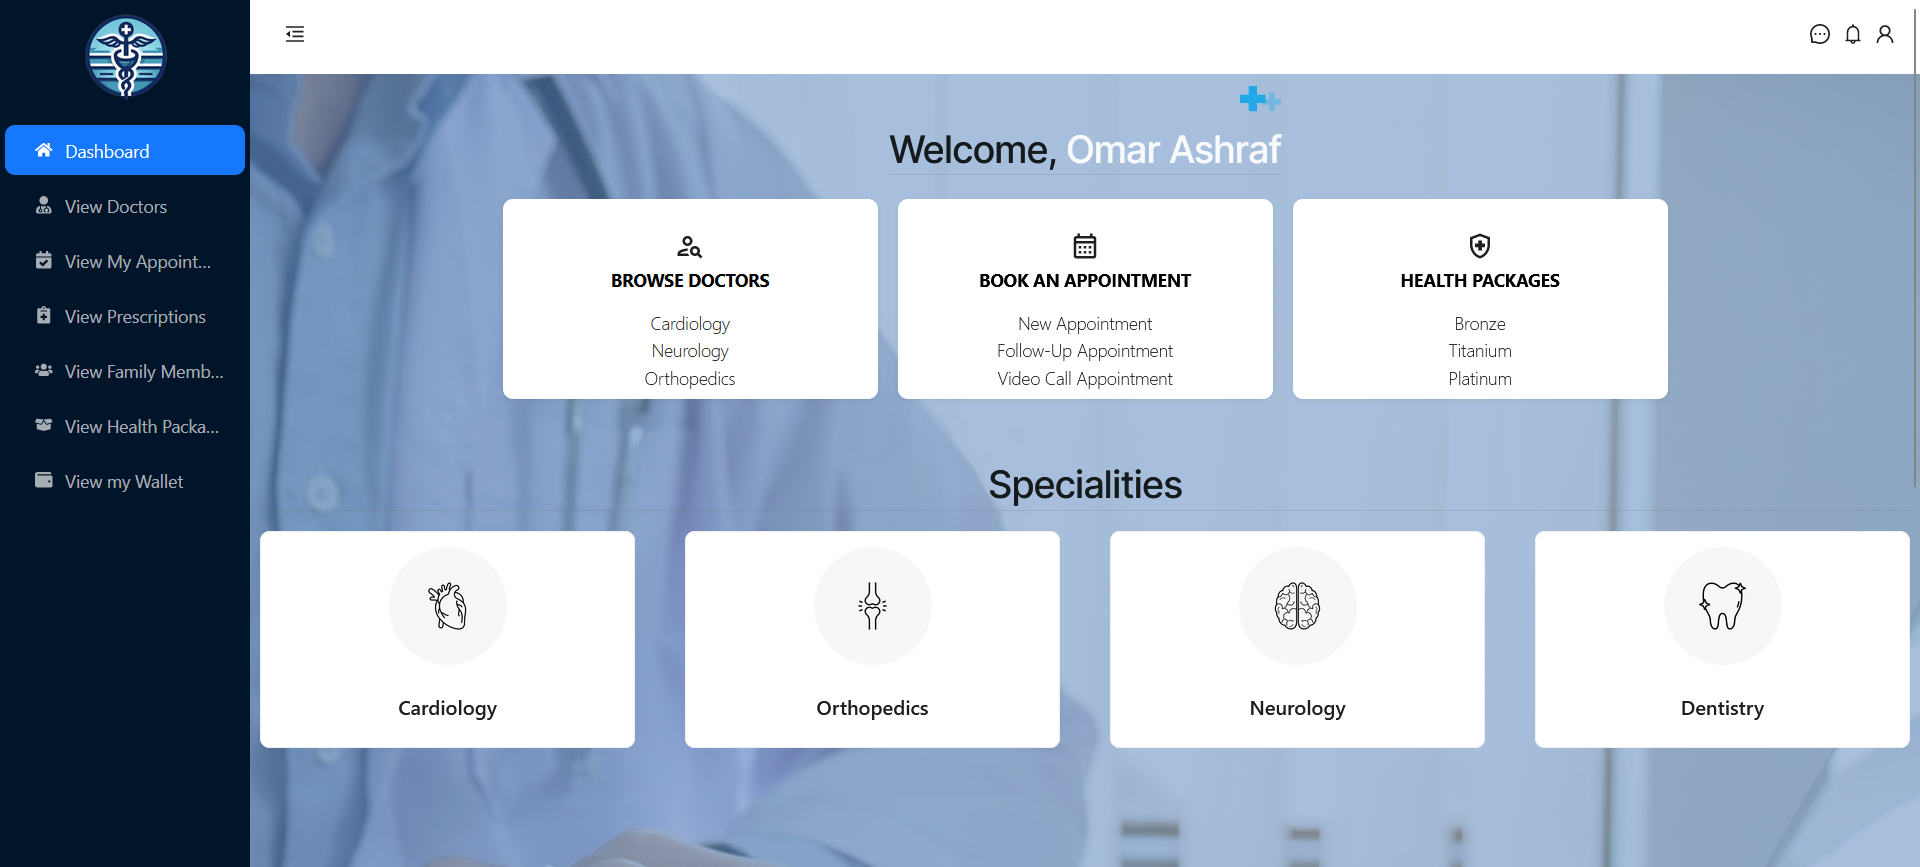 Dashboard
View Doctors
View My Appoint...
View Prescriptions
View Family Memb...
View Health Packa...
View my Wallet
Welcome, Omar Ashraf
BROWSE DOCTORS
Cardiology
Neurology
Orthopedics
BOOK AN APPOINTMENT
New Appointment
Follow-Up Appointment
Video Call Appointment
HEALTH PACKAGES
Bronze
Titanium
Platinum
Specialities
Cardiology
Orthopedics
Neurology
Dentistry